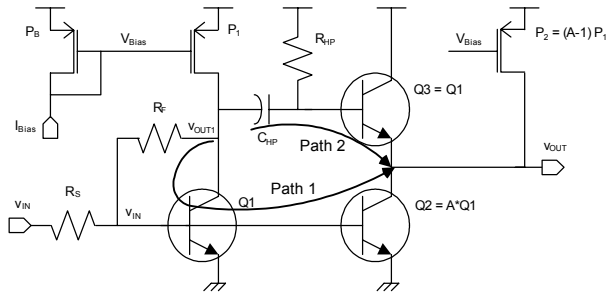 P_B
V_Bias
P_1
R_HP
V_Bias
P_2 = (A-1) P_1
I_Bias
R_F
v_OUT1
C_HP
Q3 = Q1
Path 2
v_OUT
Path 1
v_IN
R_S
v_IN
Q1
Q2 = A*Q1